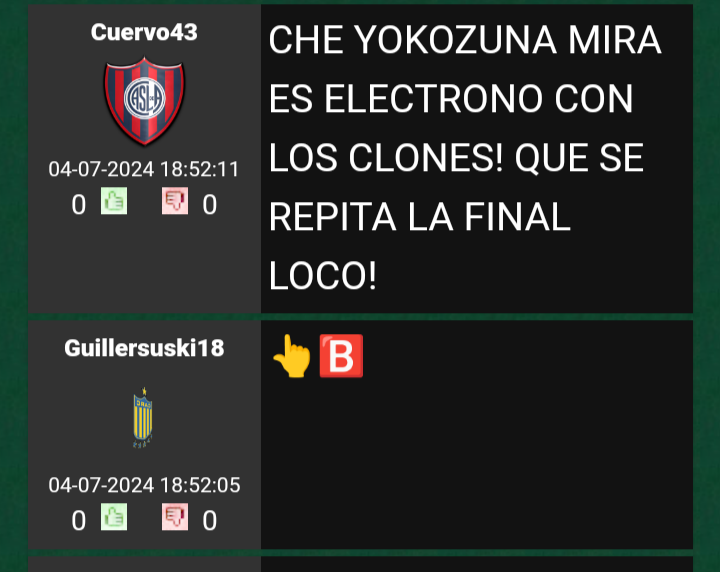 Cuervo43
CASLA
04-07-2024 18:52:11
0 0
CHE YOKOZUNA MIRA
ES ELECTRONO CON
LOS CLONES! QUE SE
REPITA LA FINAL
LOCO!
Guillersuski18
04-07-2024 18:52:05
0 0
👆🅱️